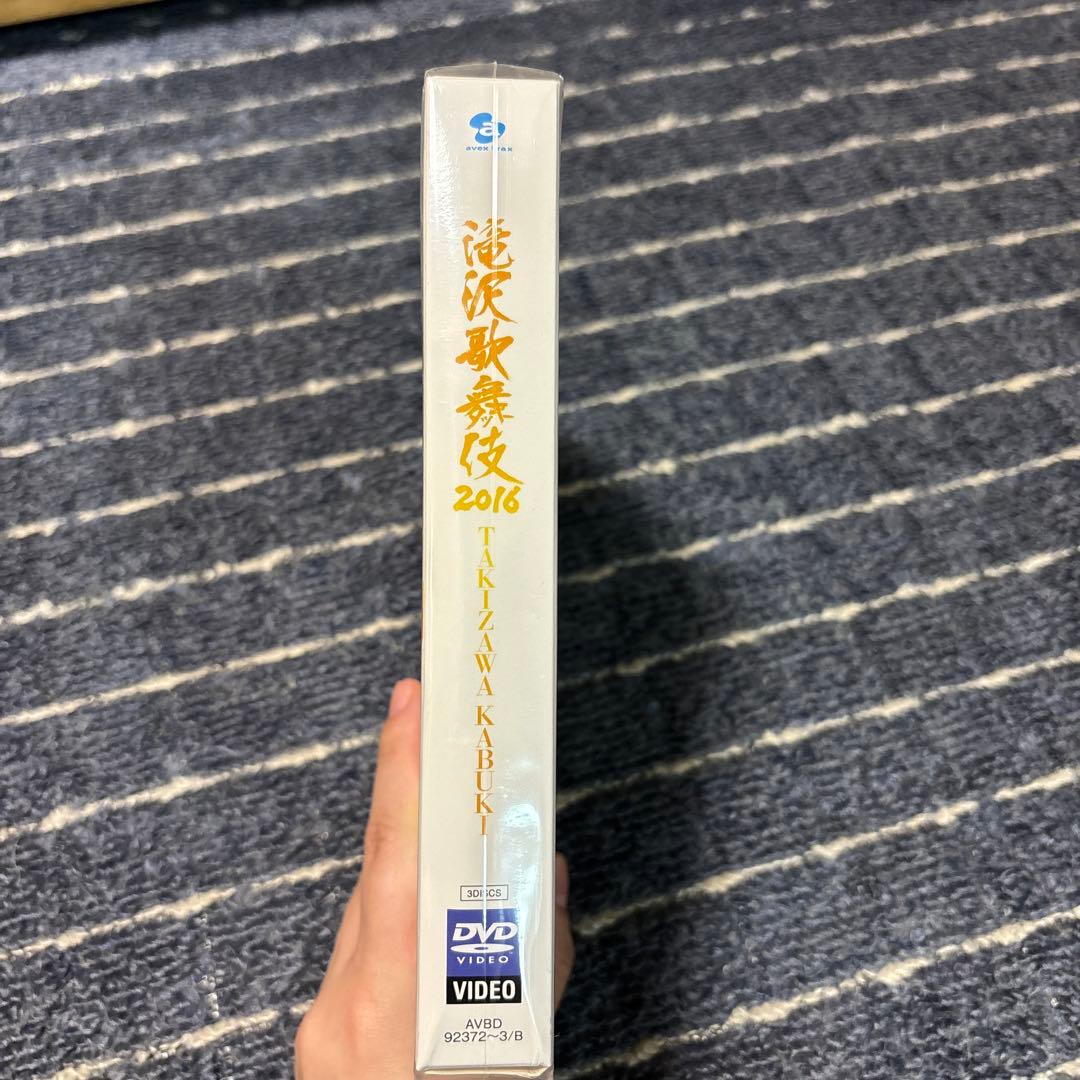 a
avex trax
滝沢歌舞伎
2016
TAKIZAWA KABUKI
3DISCS
DVD
VIDEO
VIDEO
AVBD
92372~3/B